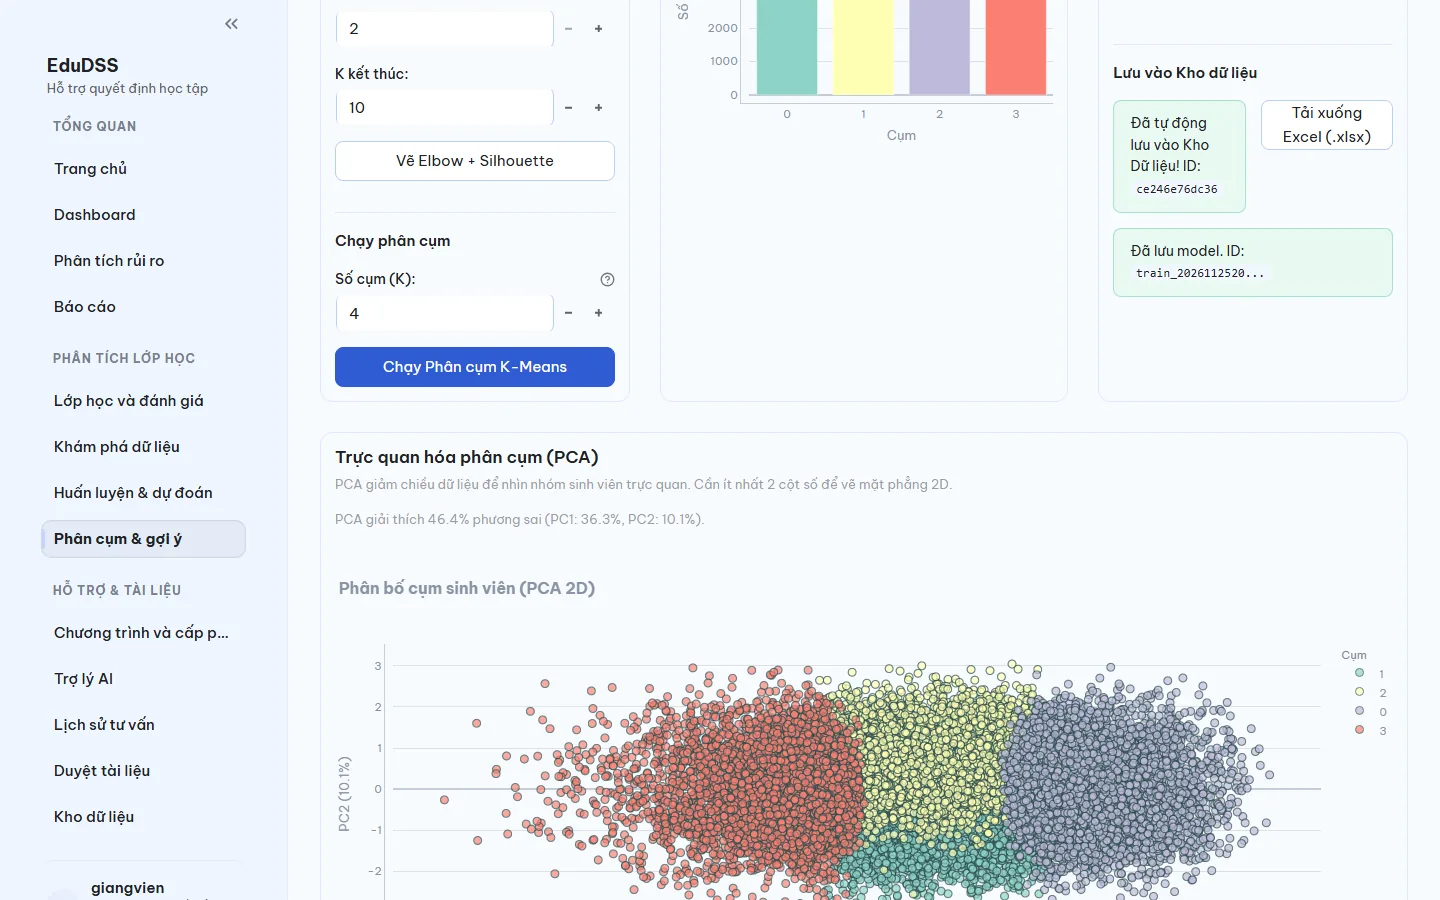 EduDSS
Hỗ trợ quyết định học tập
TỔNG QUAN
Trang chủ
Dashboard
Phân tích rủi ro
Báo cáo
PHÂN TÍCH LỚP HỌC
Lớp học và đánh giá
Khám phá dữ liệu
Huấn luyện & dự đoán
Phân cụm & gợi ý
HỖ TRỢ & TÀI LIỆU
Chương trình và cấp p...
Trợ lý AI
Lịch sử tư vấn
Duyệt tài liệu
Kho dữ liệu
giangvien
2
K kết thúc:
10
Vẽ Elbow + Silhouette
Chạy phân cụm
Số cụm (K):
4
Chạy Phân cụm K-Means
Số
2000
1000
0
0 1 2 3
Cụm
Lưu vào Kho dữ liệu
Đã tự động
lưu vào Kho
Dữ liệu! ID:
ce246e76dc36
Tải xuống
Excel (.xlsx)
Đã lưu model. ID:
train_2026112520...
Trực quan hóa phân cụm (PCA)
PCA giảm chiều dữ liệu để nhìn nhóm sinh viên trực quan. Cần ít nhất 2 cột số để vẽ mặt phẳng 2D.
PCA giải thích 46.4% phương sai (PC1: 36.3%, PC2: 10.1%).
Phân bố cụm sinh viên (PCA 2D)
PC2 (10.1%)
3
2
1
0
−1
−2
Cụm
1
2
0
3